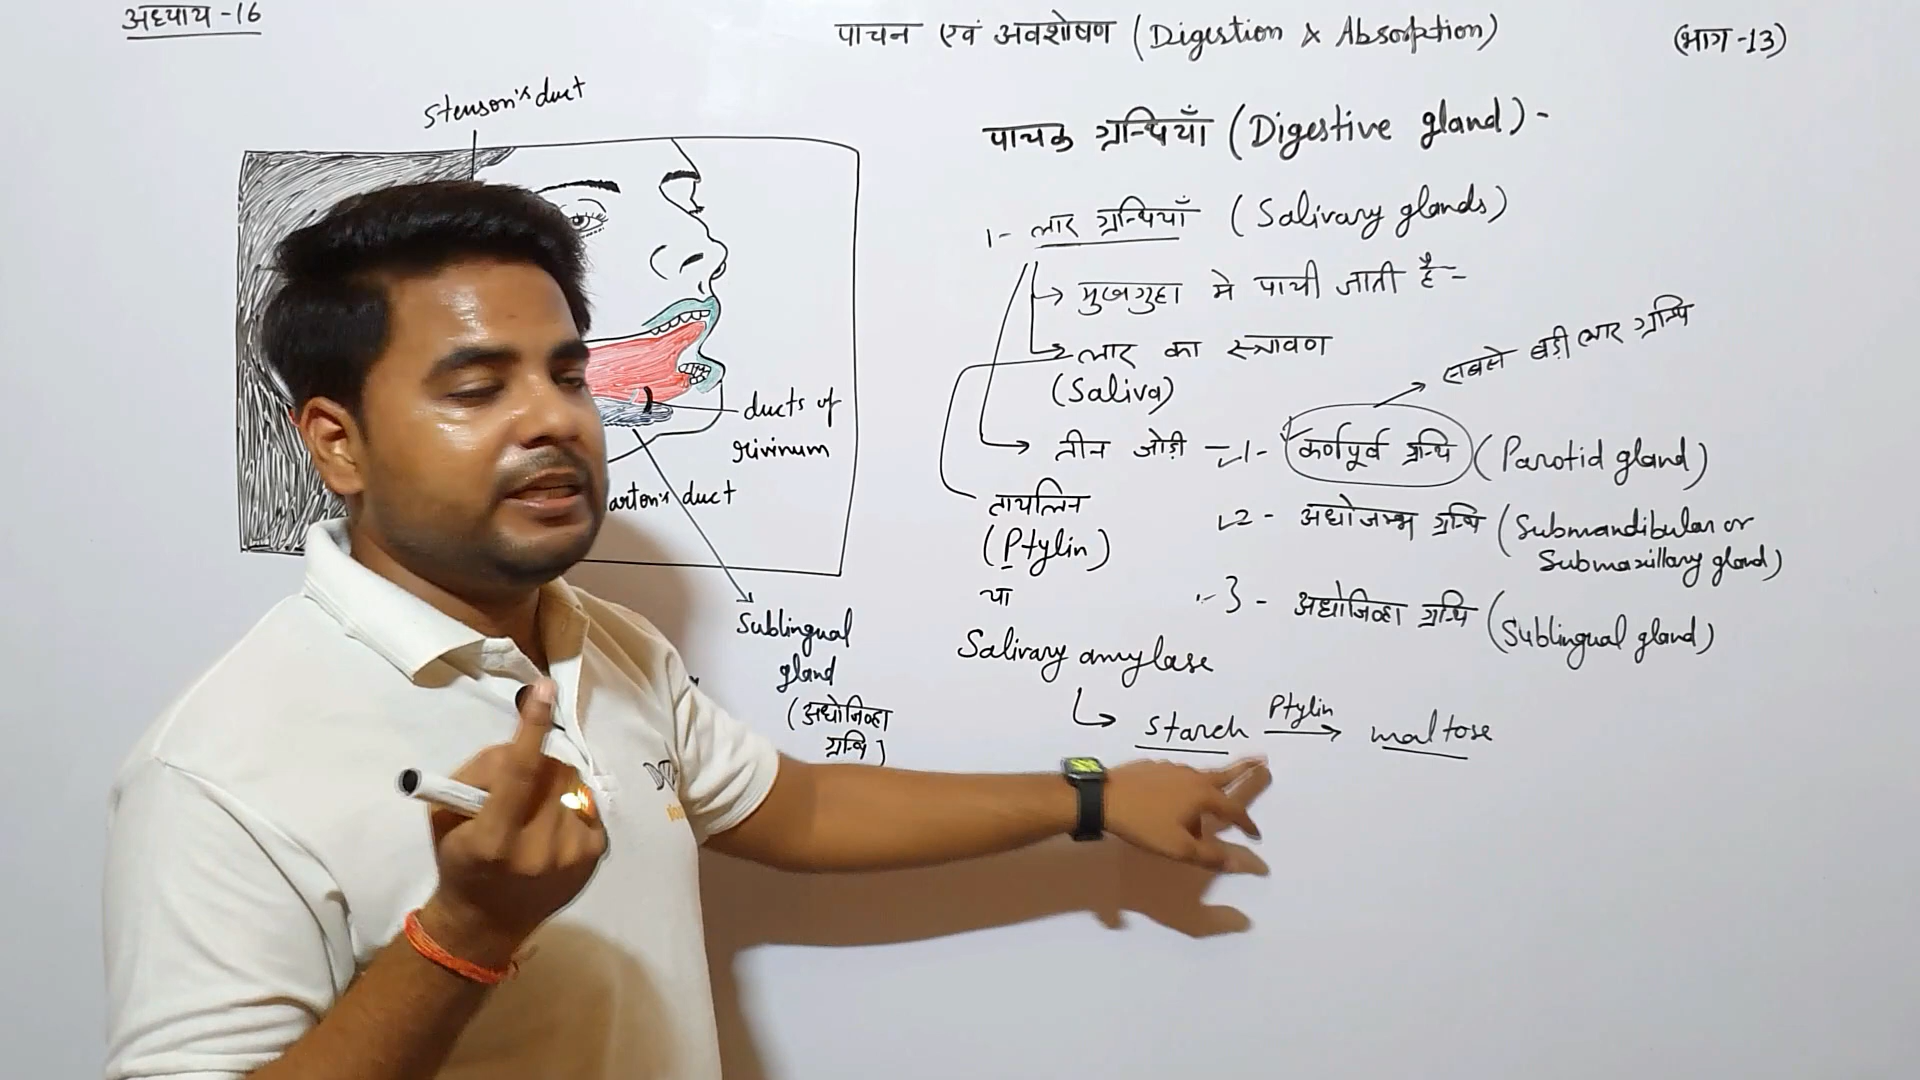 अध्याय -16
पाचन एवं अवशोषण (Digestion & Absorption)
(भाग -13)
Stenson's duct
ducts of
rivinum
arton's duct
Sublingual
gland
(अधोजिव्हा
ग्रन्थि)
पाचक ग्रन्थियाँ (Digestive gland) -
1- लार ग्रन्थियाँ (Salivary glands)
→ मुखगुहा मे पायी जाती है -
→ लार का स्त्रावण
(Saliva)
सबसे बड़ी लार ग्रन्थि
→ तीन जोड़ी - 1- कर्णपूर्व ग्रन्थि (Parotid gland)
2 - अधोजम्भ ग्रन्थि (Submandibular or
Submaxillary gland)
3 - अधोजिव्हा ग्रन्थि (Sublingual gland)
टायलिन
(Ptylin)
या
Salivary amylase
Ptylin
starch → maltose